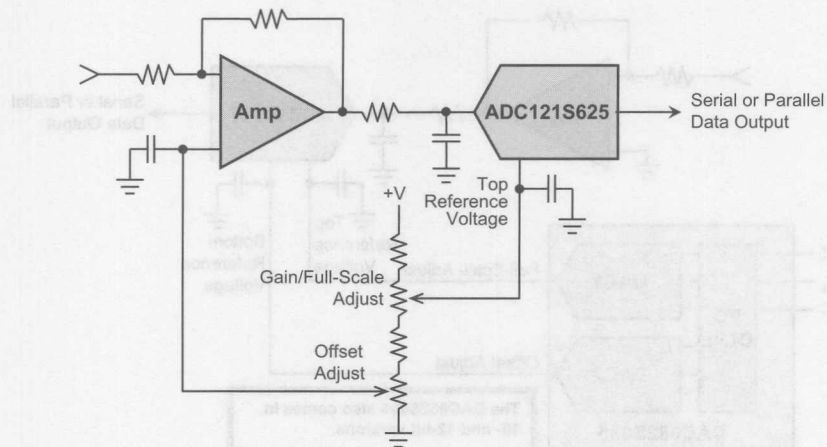 Amp
ADC121S625
Serial or Parallel
Data Output
Top
Reference
Voltage
+V
Gain/Full-Scale
Adjust
Offset
Adjust